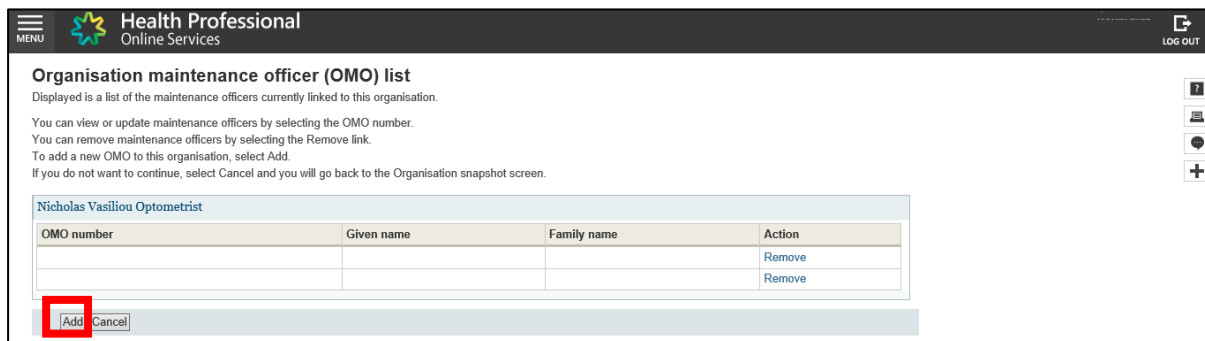 MENU
Health Professional
Online Services
LOG OUT
Organisation maintenance officer (OMO) list
Displayed is a list of the maintenance officers currently linked to this organisation.
You can view or update maintenance officers by selecting the OMO number.
You can remove maintenance officers by selecting the Remove link.
To add a new OMO to this organisation, select Add.
If you do not want to continue, select Cancel and you will go back to the Organisation snapshot screen.
Nicholas Vasiliou Optometrist
OMO number Given name Family name Action
Remove
Remove
Add Cancel